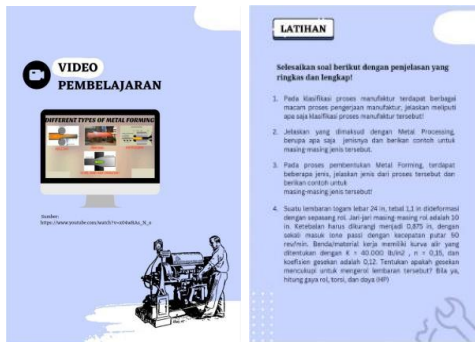 VIDEO
PEMBELAJARAN
DIFFERENT TYPES OF METAL FORMING
Sumber:
LATIHAN
Selesaikan soal berikut dengan penjelasan yang
ringkas dan lengkap!
1. Pada klasifikasi proses manufaktur terdapat berbagai
macam proses pengerjaan manufaktur, jelaskan meliputi
apa saja klasifikasi proses manufaktur tersebut!
2. Jelaskan yang dimaksud dengan Metal Processing,
berupa apa saja jenisnya dan berikan contoh untuk
masing-masing jenis tersebut.
3. Pada proses pembentukan Metal Forming, terdapat
beberapa jenis, jelaskan jenis dari proses tersebut dan
berikan contoh untuk
masing-masing jenis tersebut!
4. Suatu lembaran logam lebar 24 in, tebal 1,1 in dideformasi
dengan sepasang rol. Jari-jari masing-masing rol adalah 10
in. Ketebalan harus dikurangi menjadi 0,875 in, dengan
sekali masuk (one pass) dengan kecepatan putar 50
rev/min. Benda/material kerja memiliki kurva alir yang
ditentukan dengan K = 40.000 lb/in2 , n = 0,15, dan
koefisien gesekan adalah 0,12. Tentukan apakah gesekan
mencukupi untuk mengerol lembaran tersebut? Bila ya,
hitung gaya rol, torsi, dan daya (HP)